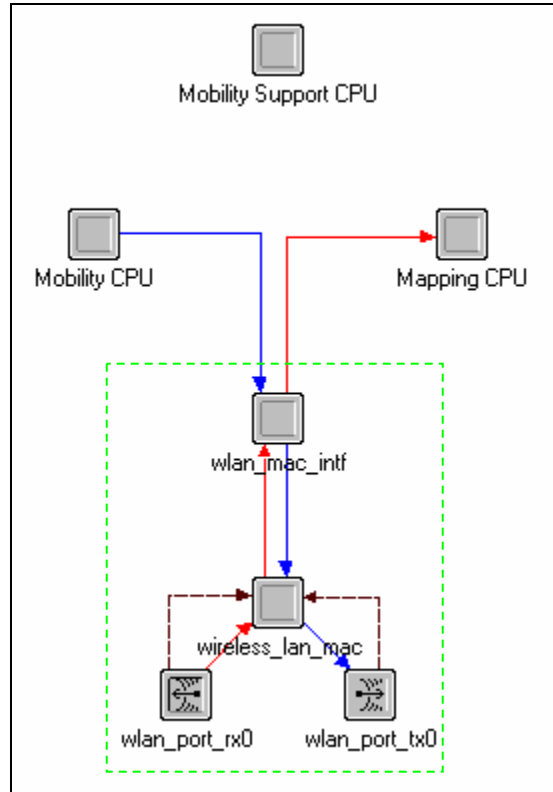 Mobility Support CPU
Mobility CPU
Mapping CPU
wlan_mac_intf
wireless_lan_mac
wlan_port_rx0
wlan_port_tx0